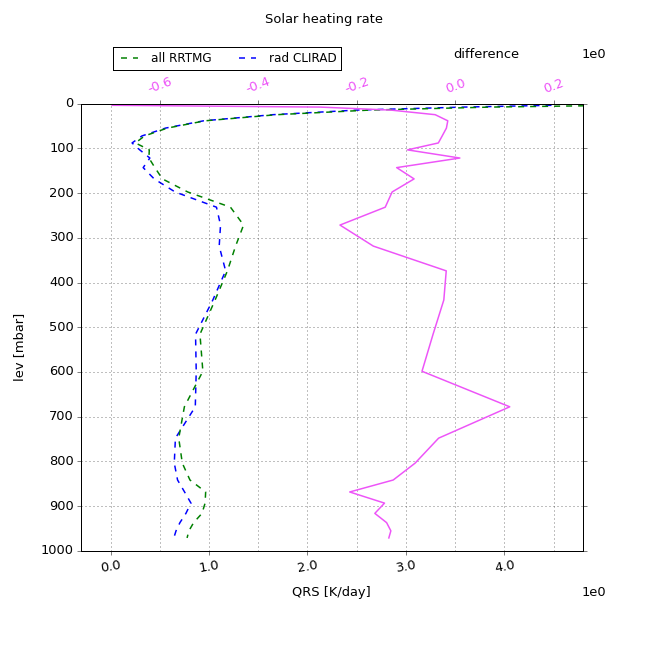 Solar heating rate
all RRTMG rad CLIRAD difference 1e0
-0.6 -0.4 -0.2 0.0 0.2
0
100
200
300
400
500
600
700
800
900
1000
lev [mbar]
0.0 1.0 2.0 3.0 4.0
QRS [K/day] 1e0